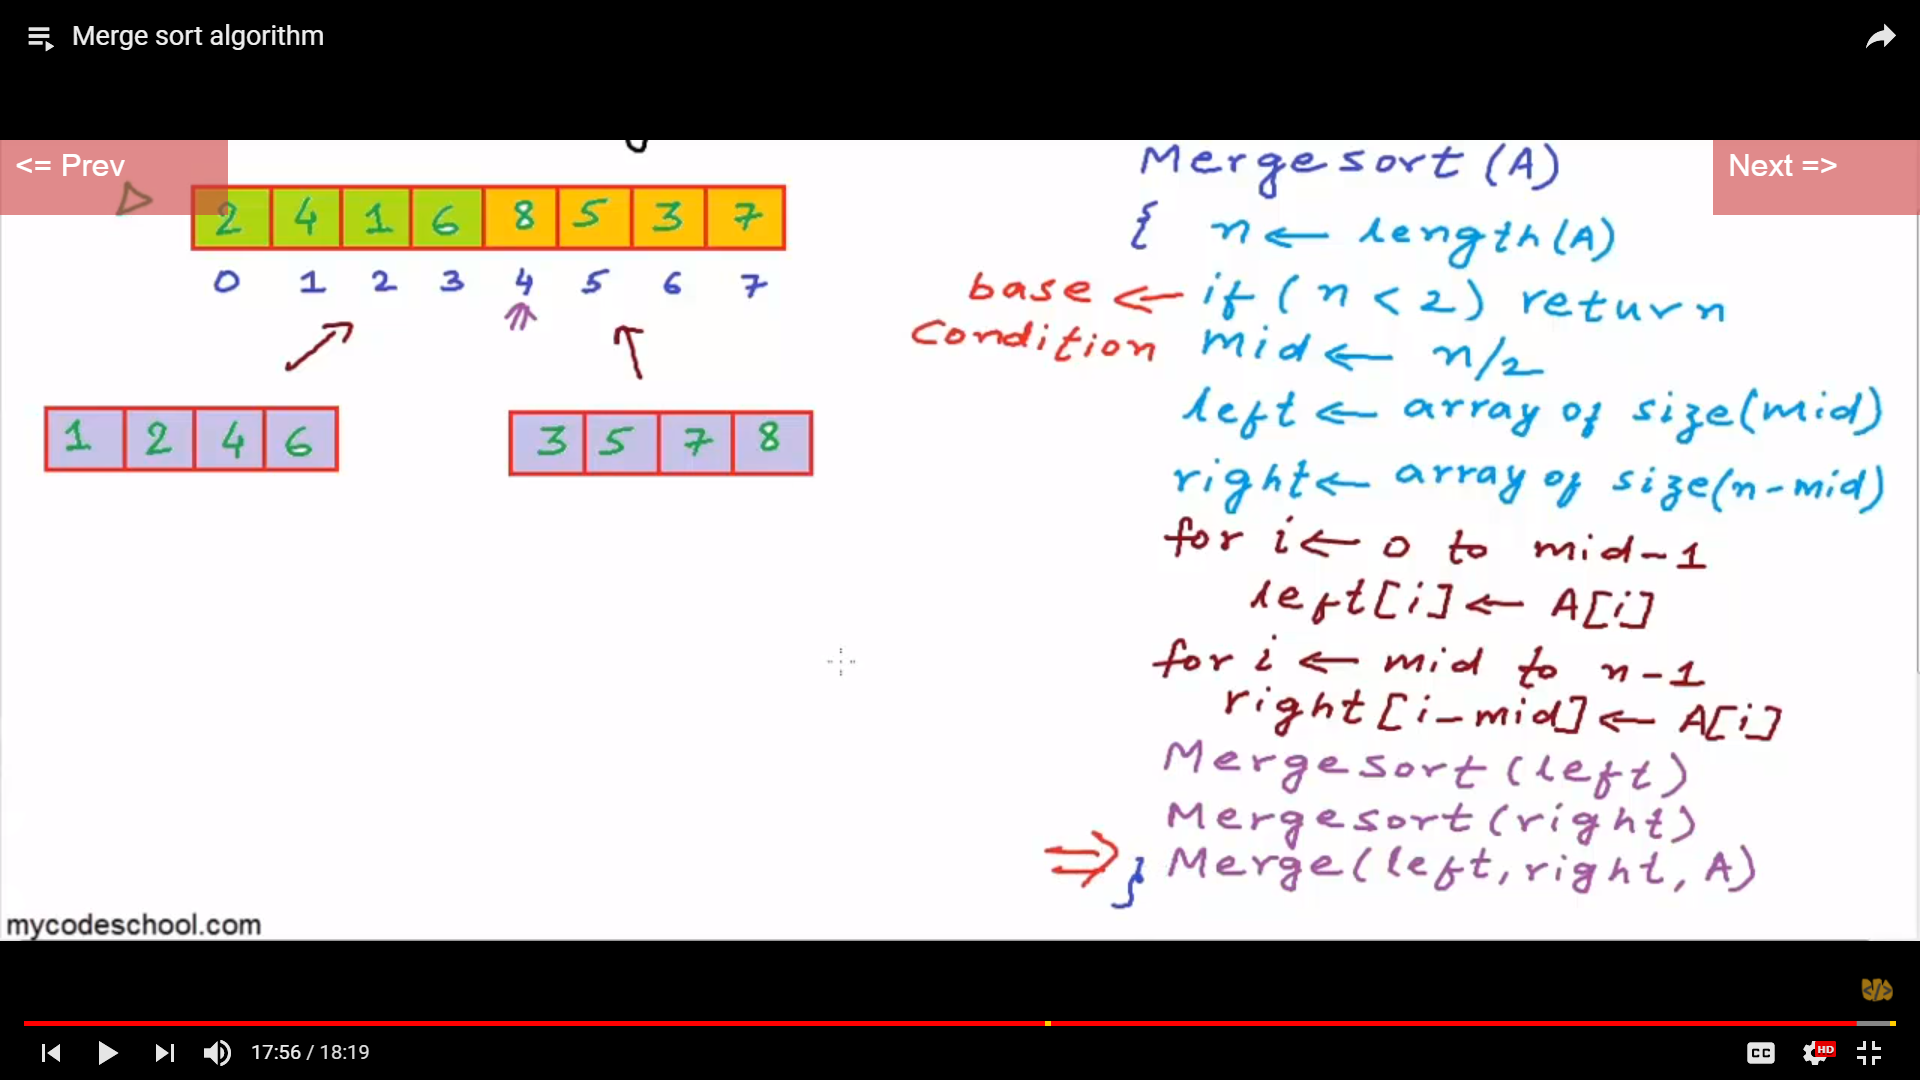 Merge sort algorithm
<= Prev
Next =>
2 4 1 6 8 5 3 7
0 1 2 3 4 5 6 7
1 2 4 6
3 5 7 8
Mergesort (A)
{ n ← length(A)
base ← if (n < 2) return
condition mid ← n/2
left ← array of size(mid)
right ← array of size(n-mid)
for i ← 0 to mid-1
left[i] ← A[i]
for i ← mid to n-1
right[i-mid] ← A[i]
Mergesort (left)
Mergesort (right)
} Merge(left, right, A)
mycodeschool.com
</> 
17:56 / 18:19
CC
HD